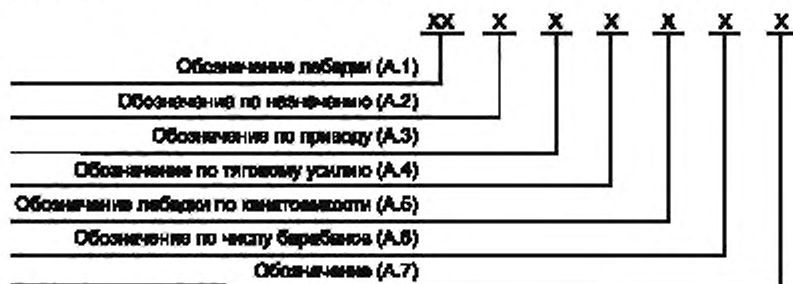 XX X X X X X X
Обозначение лебедки (А.1)
Обозначение по назначению (А.2)
Обозначение по приводу (А.3)
Обозначение по тяговому усилию (А.4)
Обозначение лебедки по канатоемкости (А.5)
Обозначение по числу барабанов (А.6)
Обозначение (А.7)